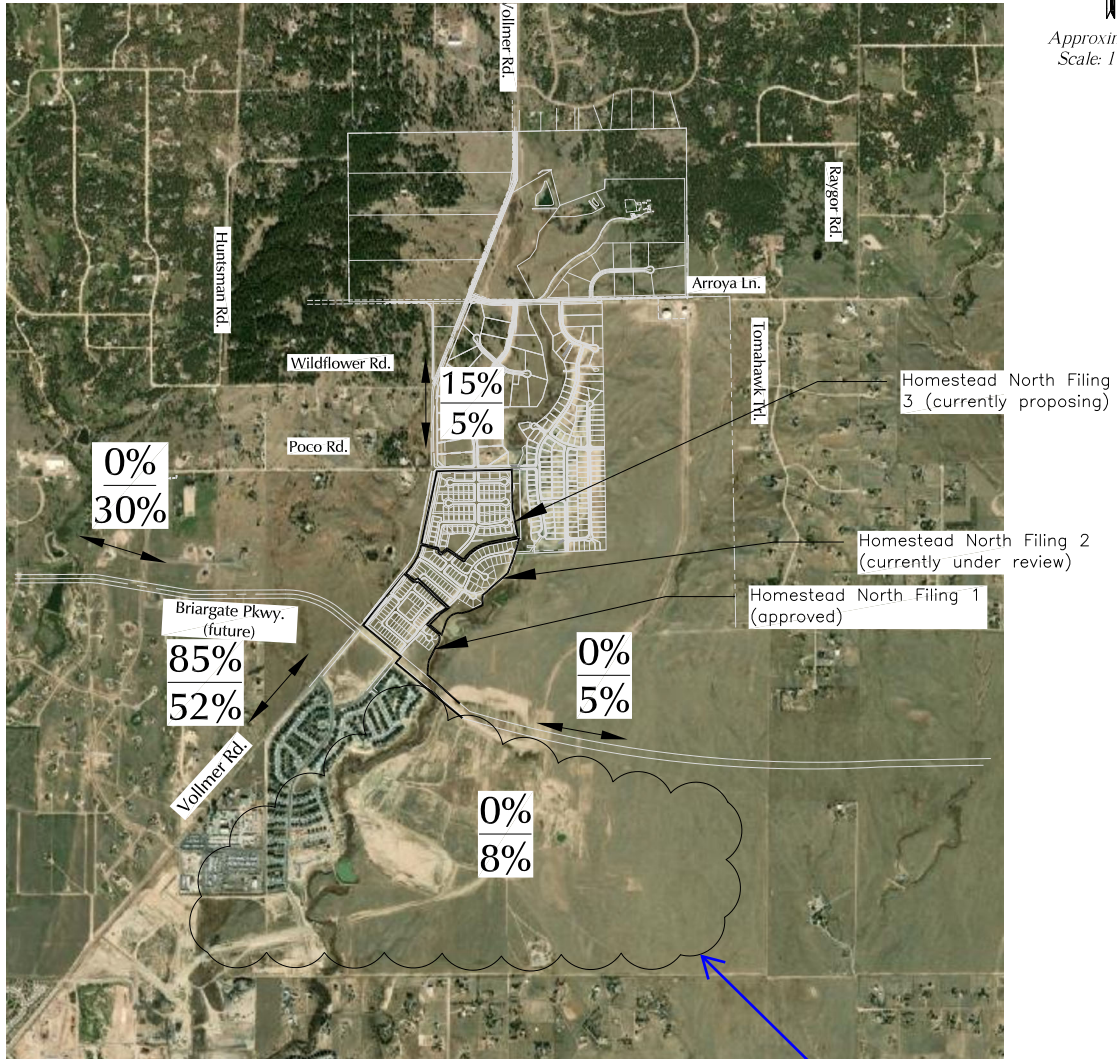 Vollmer Rd.
Scale: 1
Raygor Rd.
Huntsman Rd.
Arroya Ln.
Tomahawk Trl.
Wildflower Rd.
15%
5%
Homestead North Filing
3 (currently proposing)
Poco Rd.
0%
30%
Homestead North Filing 2
(currently under review)
Homestead North Filing 1
(approved)
Briargate Pkwy.
(future)
85%
52%
0%
5%
Vollmer Rd.
0%
8%